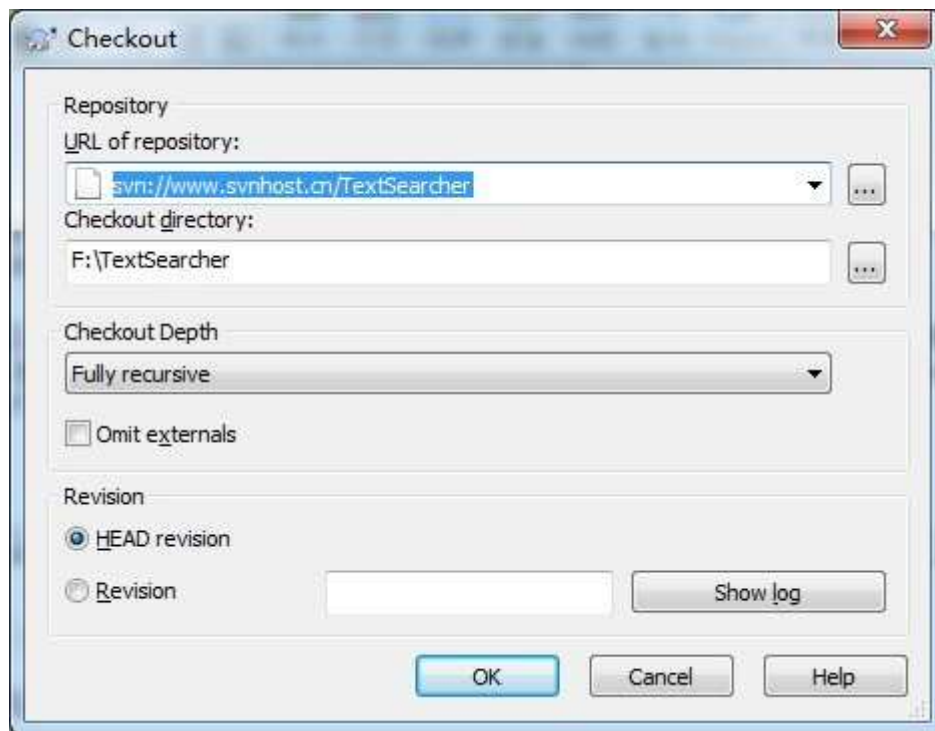 Checkout
Repository
URL of repository:
svn://www.svnhost.cn/TextSearcher
...
Checkout directory:
F:\TextSearcher
...
Checkout Depth
Fully recursive
Omit externals
Revision
HEAD revision
Revision
Show log
OK Cancel Help